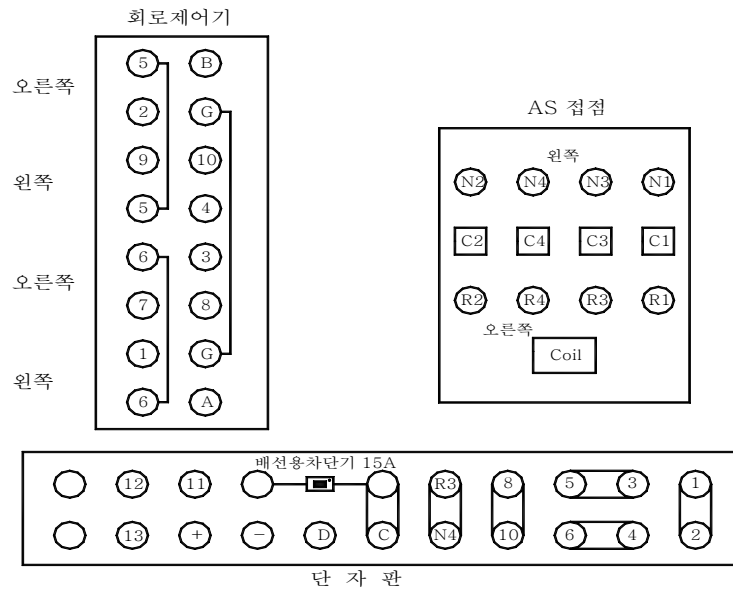 회로제어기
오른쪽
왼쪽
오른쪽
왼쪽
5 B
2 G
9 10
5 4
6 3
7 8
1 G
6 A
AS 접점
왼쪽
N2 N4 N3 N1
C2 C4 C3 C1
R2 R4 R3 R1
오른쪽
Coil
배선용차단기 15A
12 11 R3 8 5 3 1
13 + − D C N4 10 6 4 2
단 자 판